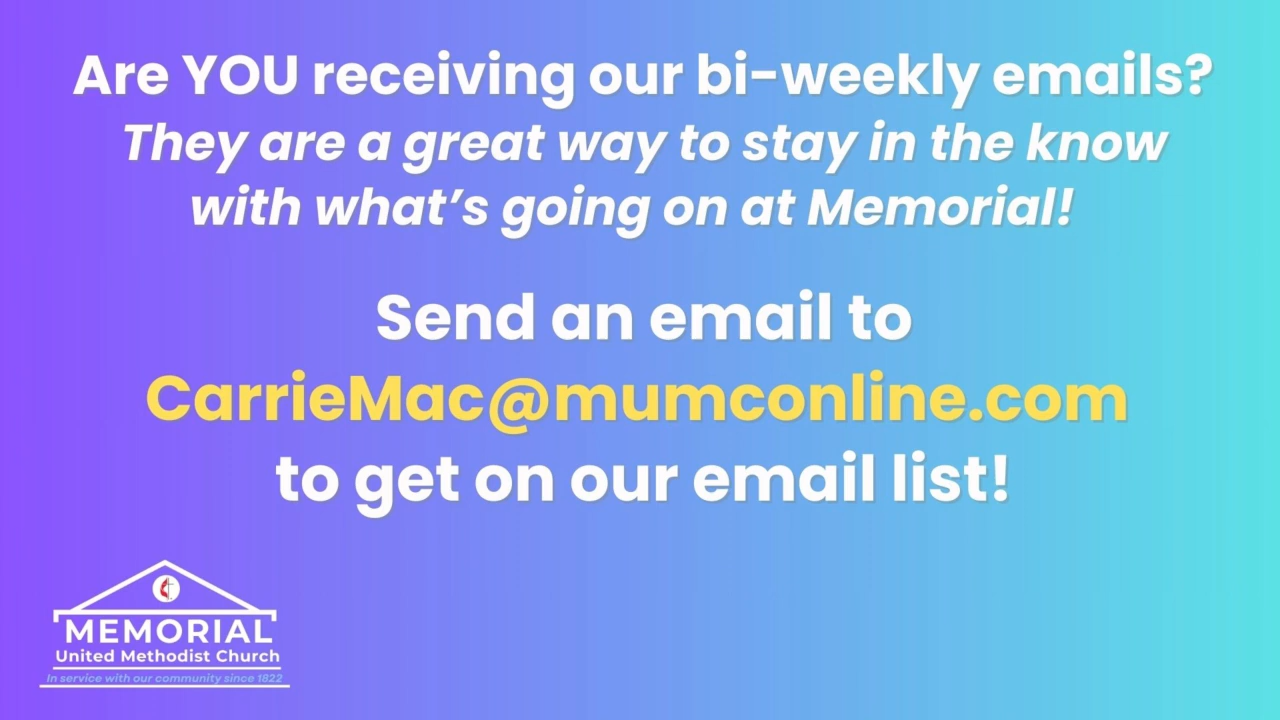 Are YOU receiving our bi-weekly emails?
They are a great way to stay in the know
with what’s going on at Memorial!
Send an email to
CarrieMac@mumconline.com
to get on our email list!
MEMORIAL
United Methodist Church
In service with our community since 1822